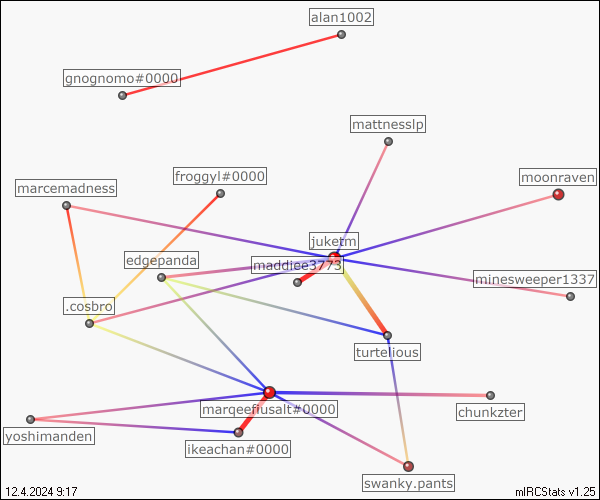 alan1002
gnognomo#0000
mattnesslp
froggyl#0000
moonraven
marcemadness
juketm
edgepanda
maddice3773
minesweeper1337
.cosbro
turtelious
marqeefiusalt#0000
chunkzter
yoshimanden
ikeachan#0000
swanky.pants
12.4.2024 9:17
mIRCStats v1.25